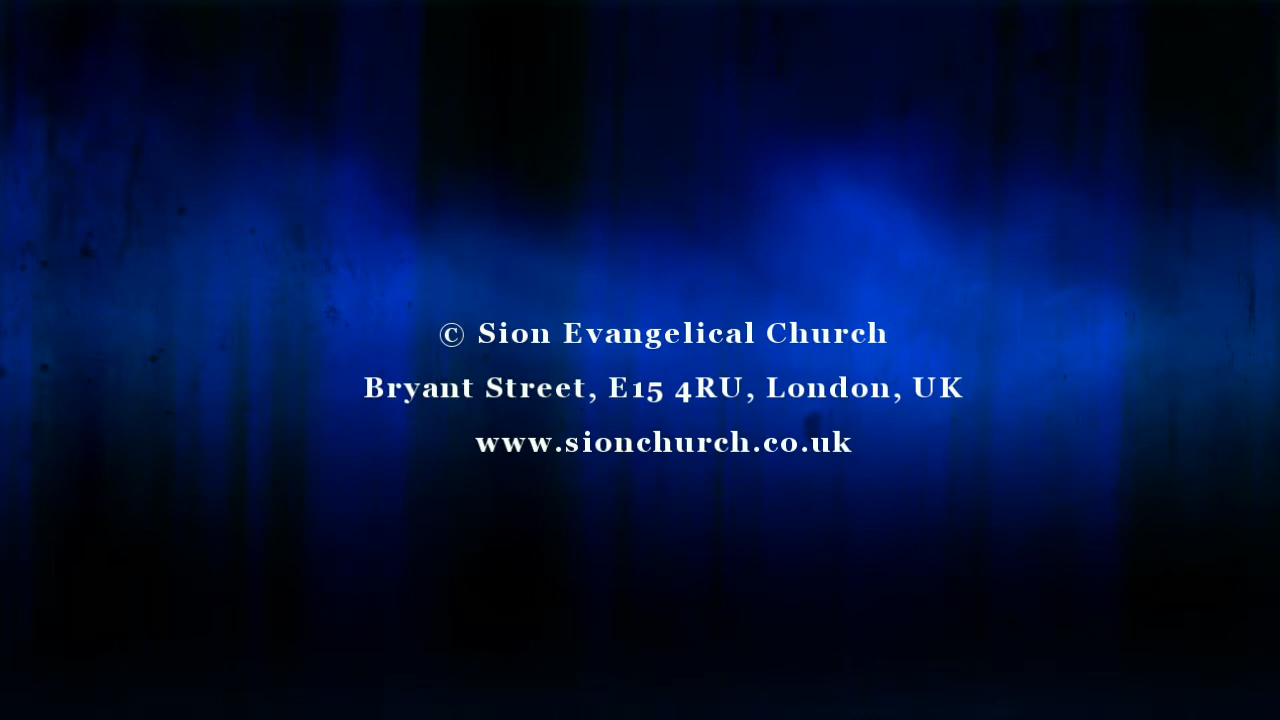 © Sion Evangelical Church
Bryant Street, E15 4RU, London, UK
www.sionchurch.co.uk